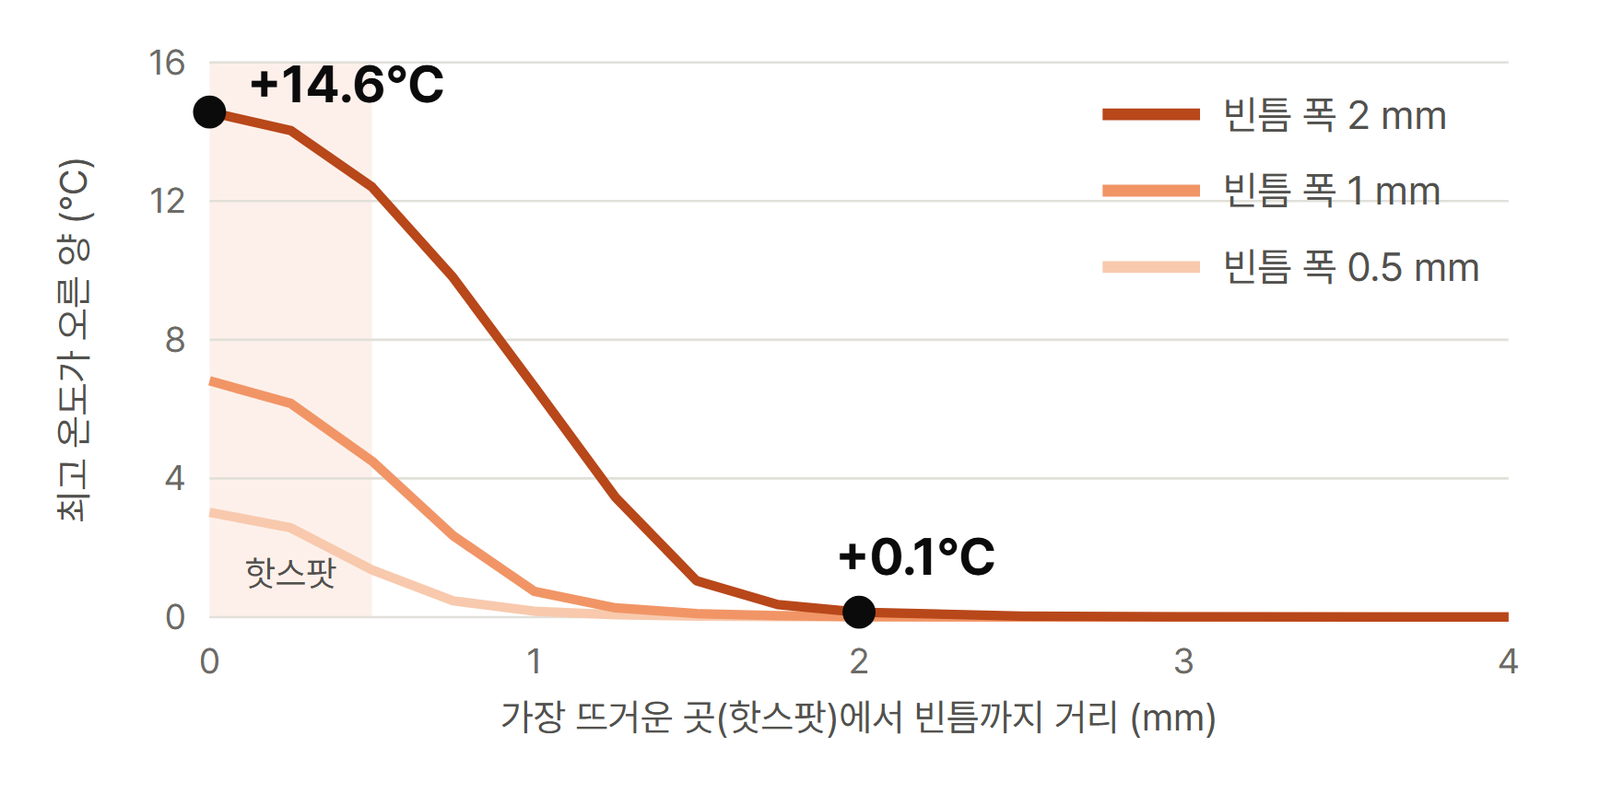 최고 온도가 오른 양 (°C)
16
12
8
4
0
+14.6°C
핫스팟
+0.1°C
빈틈 폭 2 mm
빈틈 폭 1 mm
빈틈 폭 0.5 mm
0 1 2 3 4
가장 뜨거운 곳(핫스팟)에서 빈틈까지 거리 (mm)